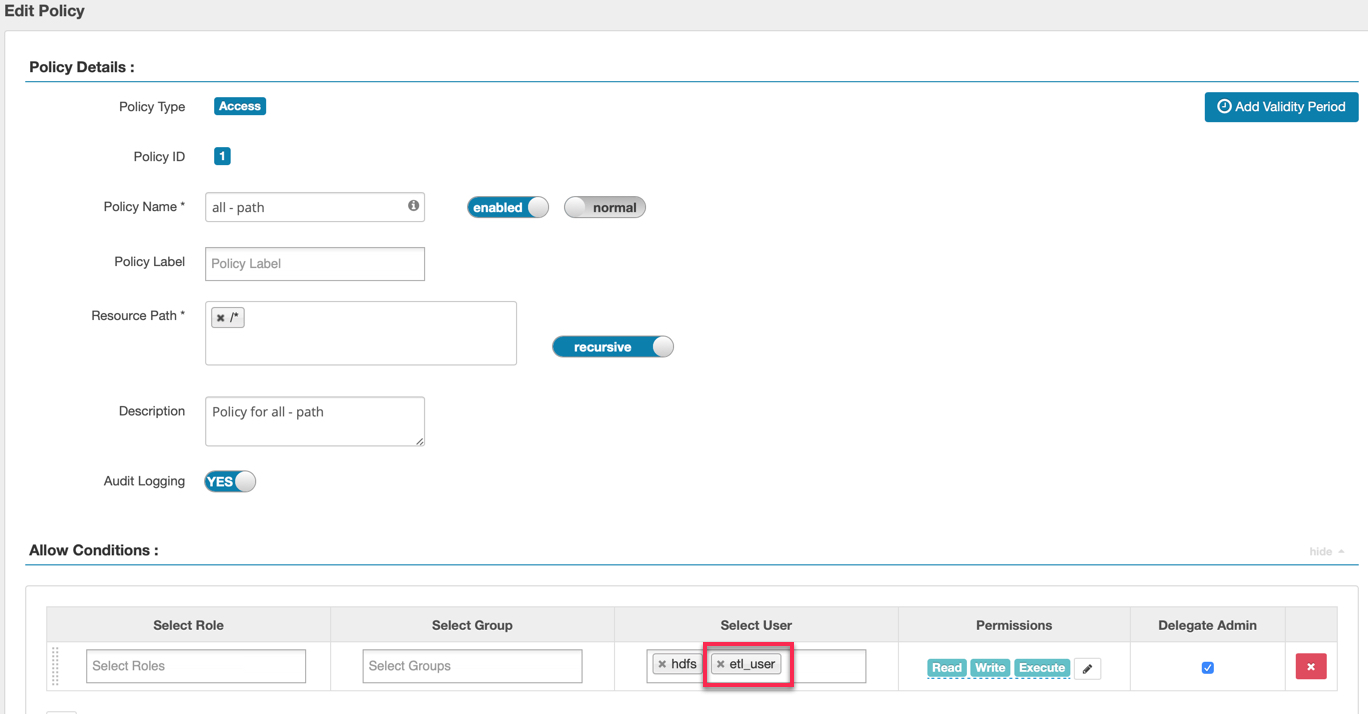 Edit Policy
Policy Details :
Policy Type Access
Add Validity Period
Policy ID 1
Policy Name * all - path enabled normal
Policy Label Policy Label
Resource Path * /* recursive
Description Policy for all - path
Audit Logging YES
Allow Conditions : hide
Select Role Select Group Select User Permissions Delegate Admin
Select Roles Select Groups hdfs etl_user Read Write Execute